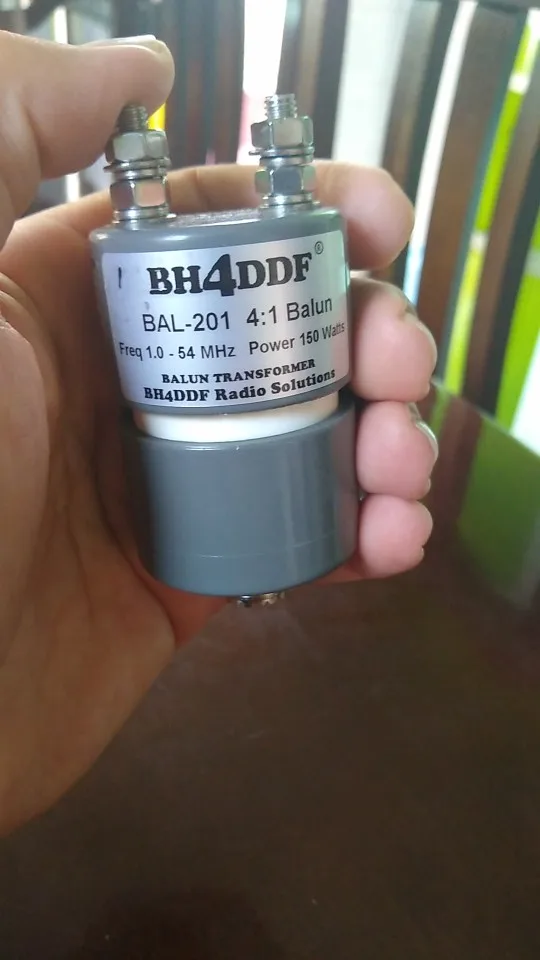 BH4DDF®
BAL-201 4:1 Balun
Freq 1.0 - 54 MHz Power 150 Watts
BALUN TRANSFORMER
BH4DDF Radio Solutions